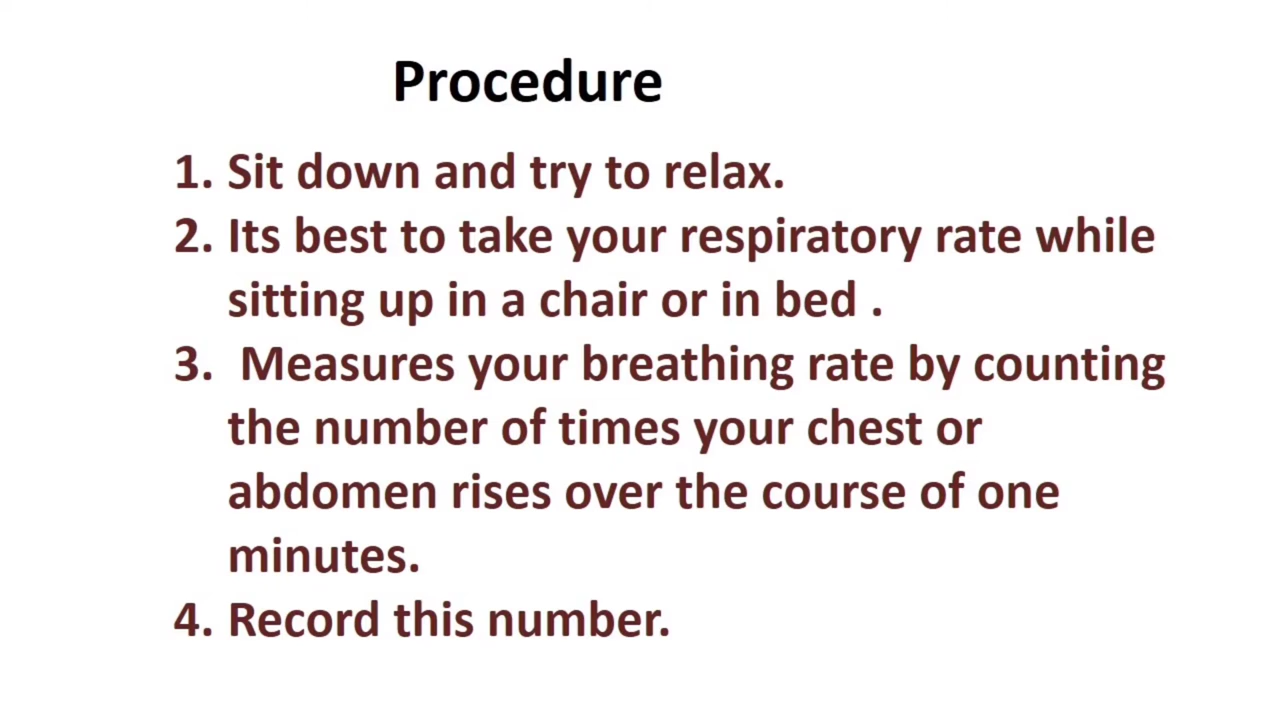 Procedure
1. Sit down and try to relax.
2. Its best to take your respiratory rate while
sitting up in a chair or in bed .
3. Measures your breathing rate by counting
the number of times your chest or
abdomen rises over the course of one
minutes.
4. Record this number.